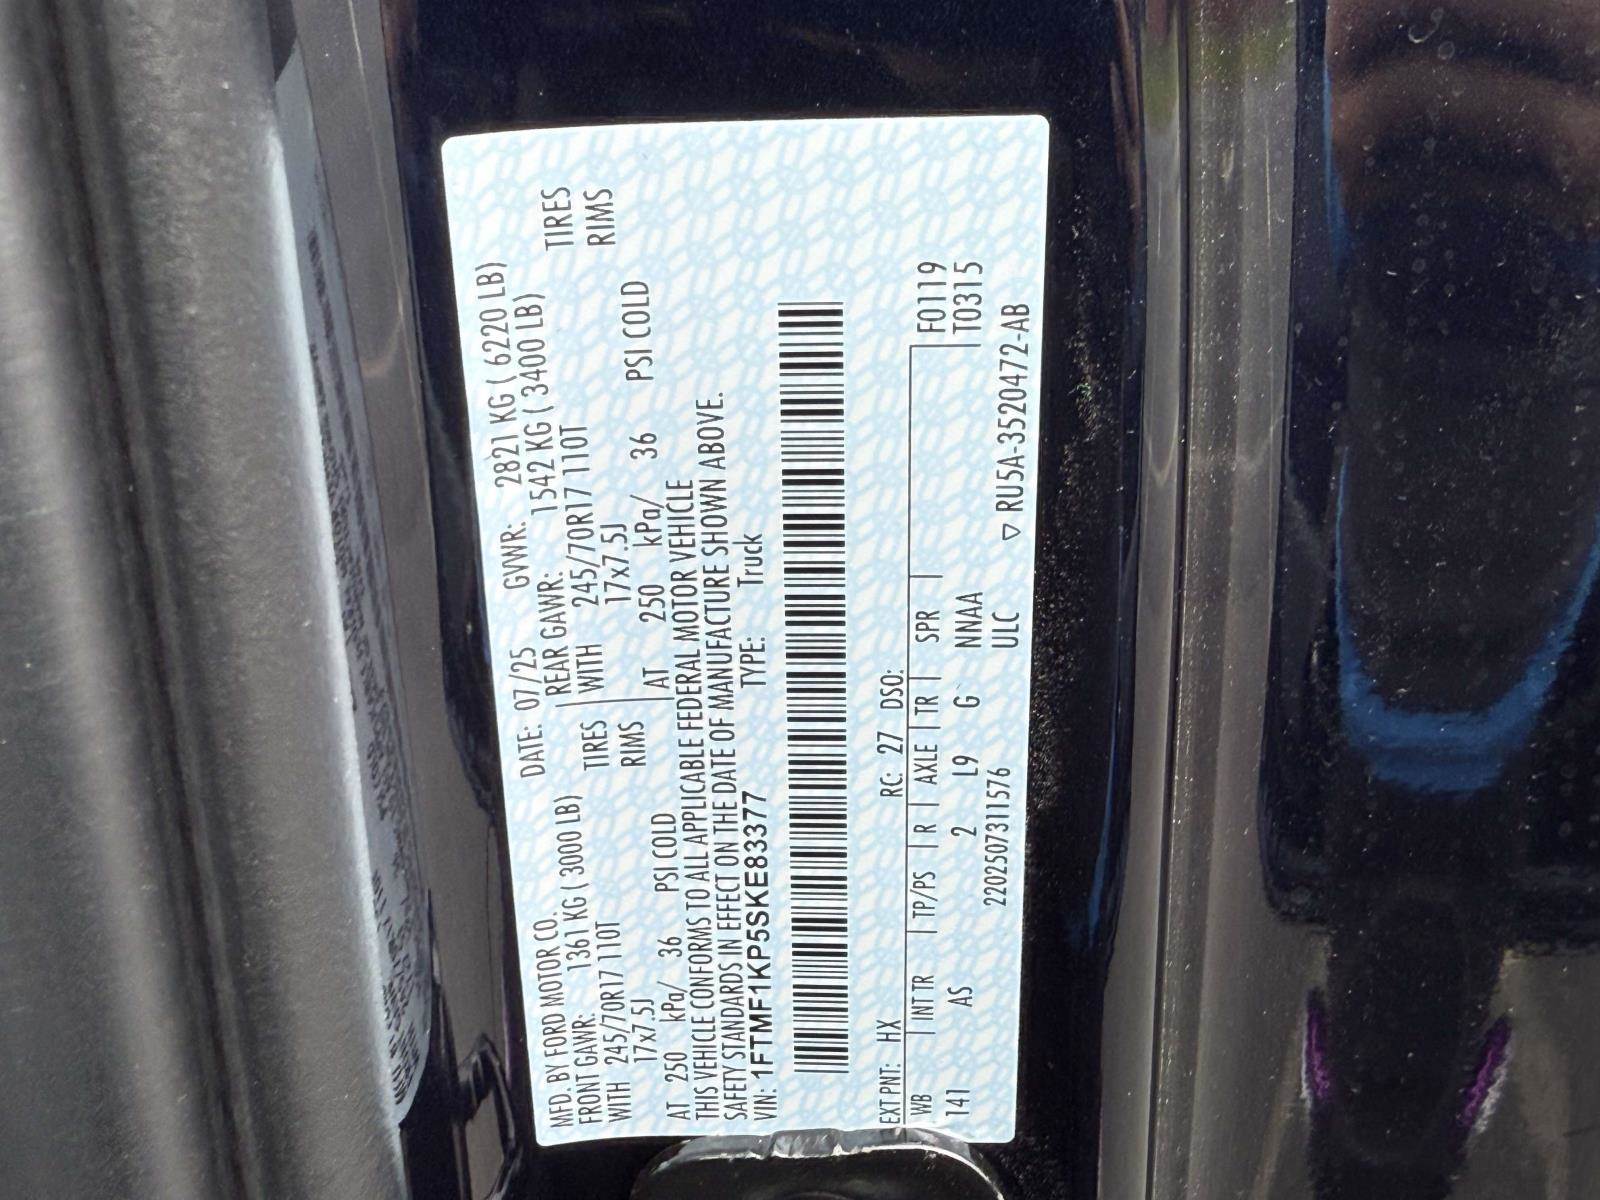 MFD. BY FORD MOTOR CO. DATE: 07/25 GVWR: 2821 KG ( 6220 LB)
FRONT GAWR: 1361 KG ( 3000 LB) REAR GAWR: 1542 KG ( 3400 LB)
WITH 245/70R17 110T TIRES WITH 245/70R17 110T TIRES
17x7.5J RIMS 17x7.5J RIMS
AT 250 kPa/ 36 PSI COLD AT 250 kPa/ 36 PSI COLD
THIS VEHICLE CONFORMS TO ALL APPLICABLE FEDERAL MOTOR VEHICLE
SAFETY STANDARDS IN EFFECT ON THE DATE OF MANUFACTURE SHOWN ABOVE.
VIN: 1FTMF1KP5SKE83377 TYPE: Truck
EXT PNT: HX RC: 27 DSO:
WB INT TR TP/PS R AXLE TR SPR F0119
141 AS 2 L9 G NNAA T0315
2202507311576 ULC
▽ RU5A-3520472-AB